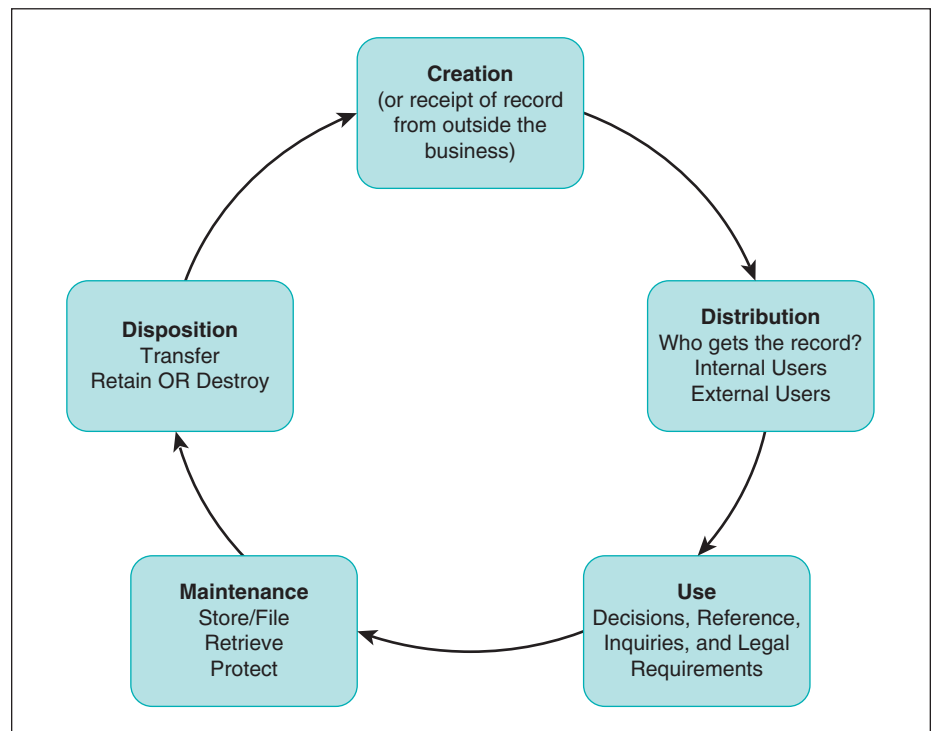 Creation
(or receipt of record
from outside the
business)
Distribution
Who gets the record?
Internal Users
External Users
Use
Decisions, Reference,
Inquiries, and Legal
Requirements
Maintenance
Store/File
Retrieve
Protect
Disposition
Transfer
Retain OR Destroy